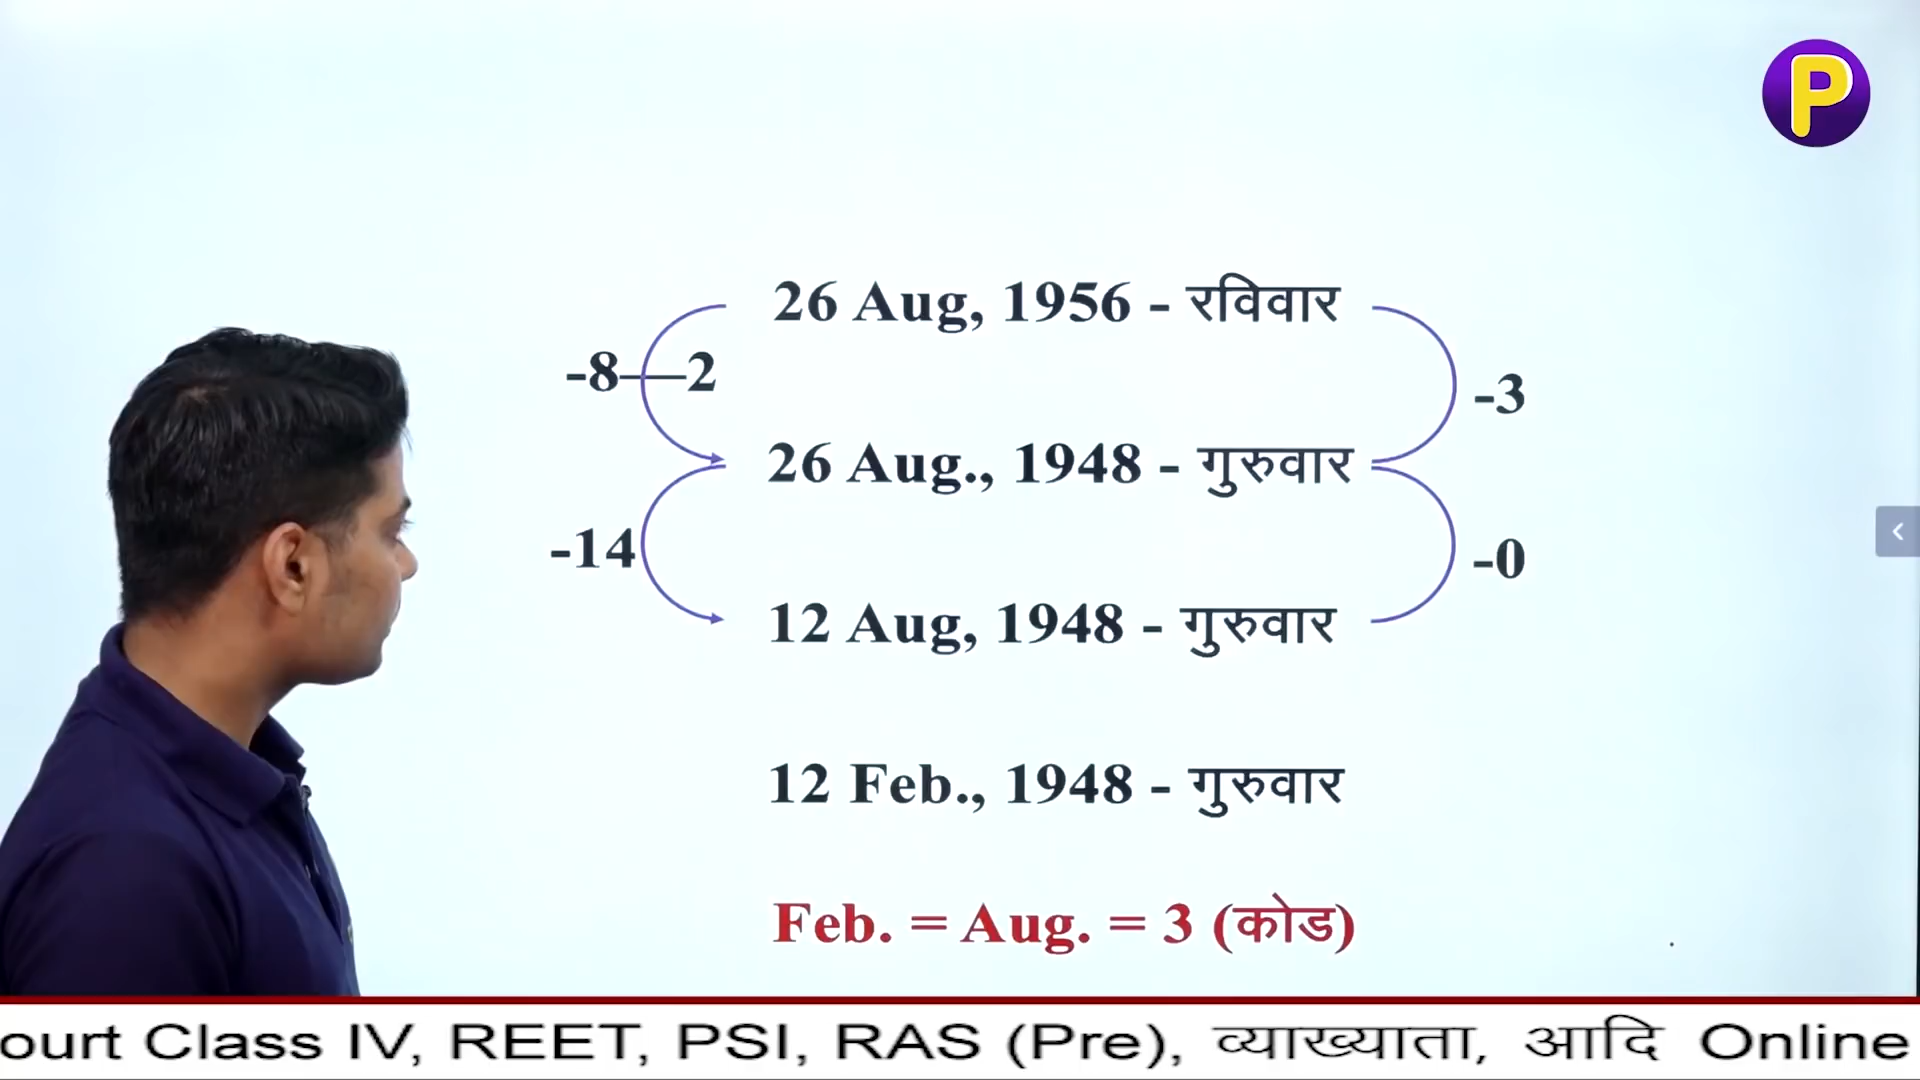 P
26 Aug, 1956 - रविवार
-8—2
-3
26 Aug., 1948 - गुरुवार
-14
-0
12 Aug, 1948 - गुरुवार
12 Feb., 1948 - गुरुवार
Feb. = Aug. = 3 (कोड)
ourt Class IV, REET, PSI, RAS (Pre), व्याख्याता, आदि Online